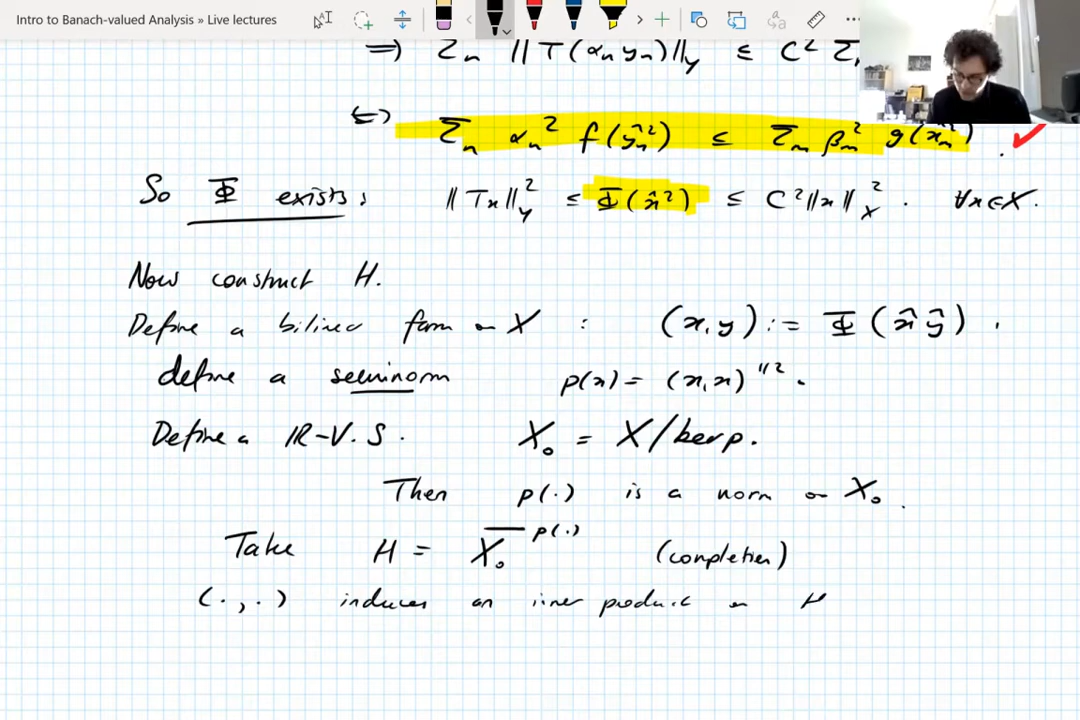 Intro to Banach-valued Analysis » Live lectures
⇒) Σn ||T(αn yn)||y ≤ C² Σ
⇔ Σn αn² f(ŷn²) ≤ Σm βm² g(x̂m²). ✓
So Φ exists: ||Tx||y² ≤ Φ(x̂²) ≤ C²||x||X². ∀x∈X.
Now construct H.
Define a bilinear form on X : (x,y) := Φ(x̂ŷ).
define a seminorm p(x) = (x,x)^1/2.
Define a IR-V.S. X₀ = X/ker p.
Then p(·) is a norm on X₀.
Take H = X̄₀^p(·) (completion)
(·,·) induces an inner product on H